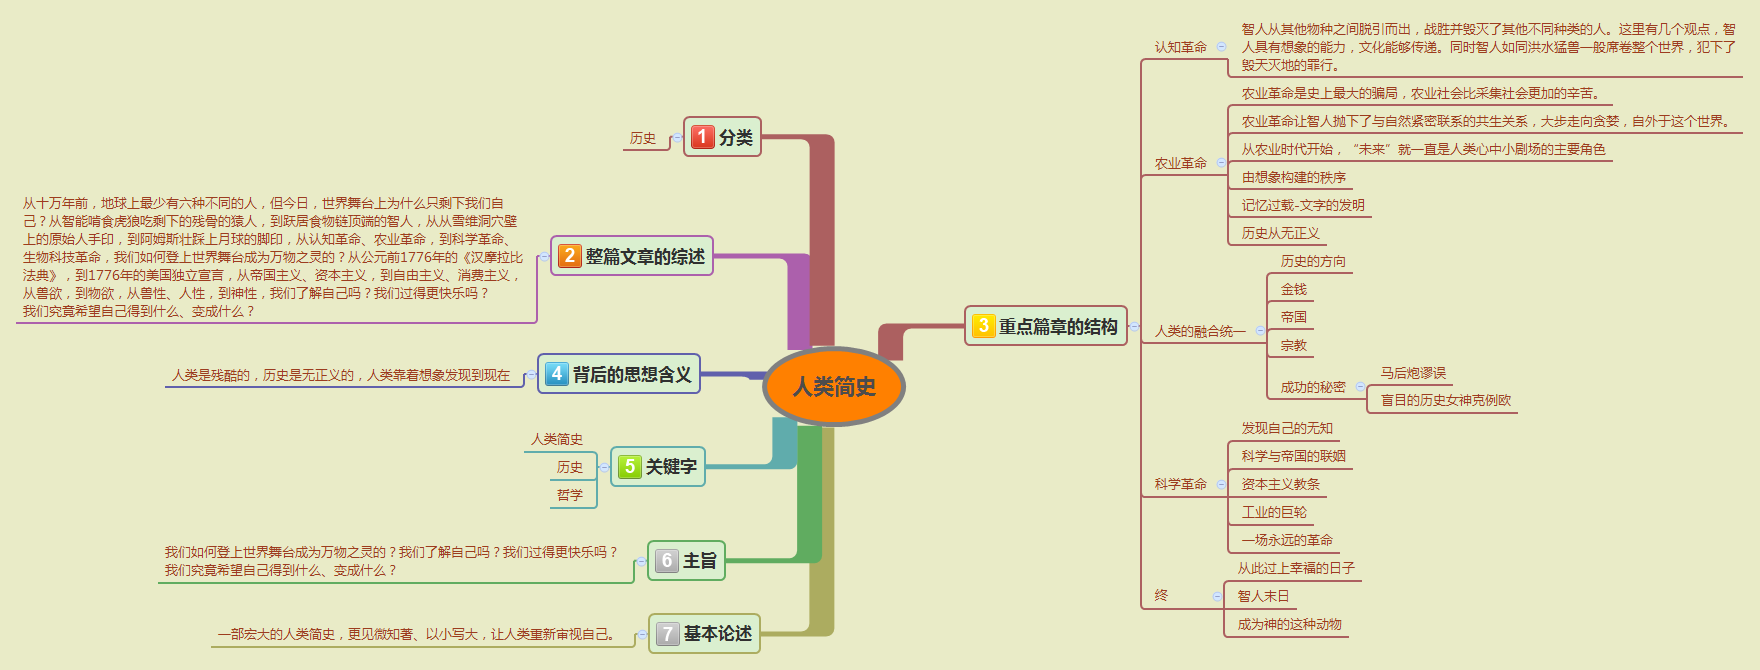 人类简史
1 分类
历史
2 整篇文章的综述
从十万年前，地球上最少有六种不同的人，但今日，世界舞台上为什么只剩下我们自
己？从智能啃食虎狼吃剩下的残骨的猿人，到跃居食物链顶端的智人，从从雪维洞穴壁
上的原始人手印，到阿姆斯壮踩上月球的脚印，从认知革命、农业革命，到科学革命、
生物科技革命，我们如何登上世界舞台成为万物之灵的？从公元前1776年的《汉摩拉比
法典》，到1776年的美国独立宣言，从帝国主义、资本主义，到自由主义、消费主义，
从兽欲，到物欲，从兽性、人性，到神性，我们了解自己吗？我们过得更快乐吗？
我们究竟希望自己得到什么、变成什么？
3 重点篇章的结构
认知革命
智人从其他物种之间脱引而出，战胜并毁灭了其他不同种类的人。这里有几个观点，智
人具有想象的能力，文化能够传递。同时智人如同洪水猛兽一般席卷整个世界，犯下了
毁天灭地的罪行。
农业革命
农业革命是史上最大的骗局，农业社会比采集社会更加的辛苦。
农业革命让智人抛下了与自然紧密联系的共生关系，大步走向贪婪，自外于这个世界。
从农业时代开始，“未来”就一直是人类心中小剧场的主要角色
由想象构建的秩序
记忆过载-文字的发明
历史从无正义
人类的融合统一
历史的方向
金钱
帝国
宗教
成功的秘密
马后炮谬误
盲目的历史女神克例欧
科学革命
发现自己的无知
科学与帝国的联姻
资本主义教条
工业的巨轮
一场永远的革命
终
从此过上幸福的日子
智人末日
成为神的这种动物
4 背后的思想含义
人类是残酷的，历史是无正义的，人类靠着想象发现到现在
5 关键字
人类简史
历史
哲学
6 主旨
我们如何登上世界舞台成为万物之灵的？我们了解自己吗？我们过得更快乐吗？
我们究竟希望自己得到什么、变成什么？
7 基本论述
一部宏大的人类简史，更见微知著、以小写大，让人类重新审视自己。